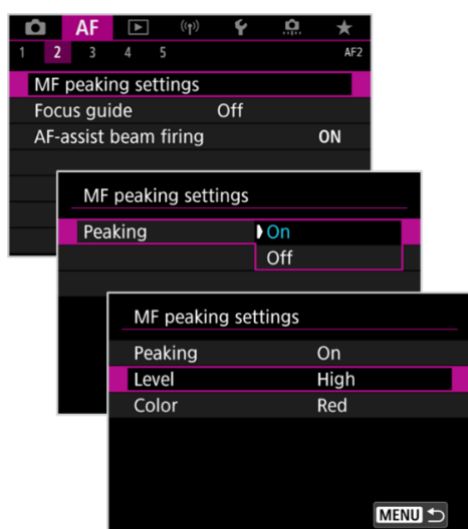 AF
1 2 3 4 5 AF2
MF peaking settings
Focus guide Off
AF-assist beam firing ON
MF peaking settings
Peaking On
Off
MF peaking settings
Peaking On
Level High
Color Red
MENU